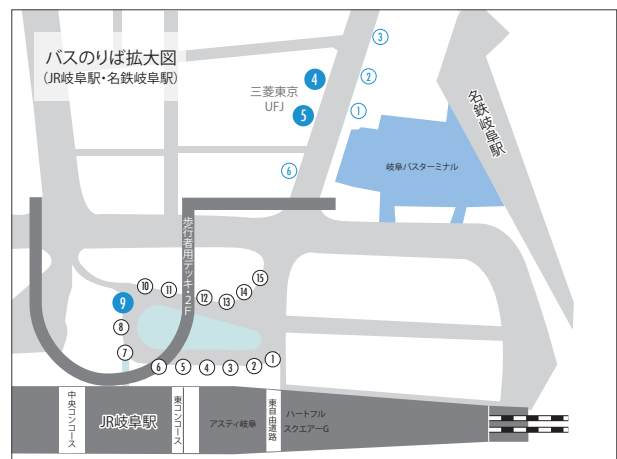 バスのりば拡大図
(JR岐阜駅・名鉄岐阜駅)
3
2
4
三菱東京
UFJ
5
1
6
名鉄岐阜駅
岐阜バスターミナル
歩行者用デッキ・2F
15
14
13
12
11
10
9
8
7
6
5
4
3
2
1
中央コンコース
JR岐阜駅
東コンコース
アスティ岐阜
東自由通路
ハートフル
スクエアーG